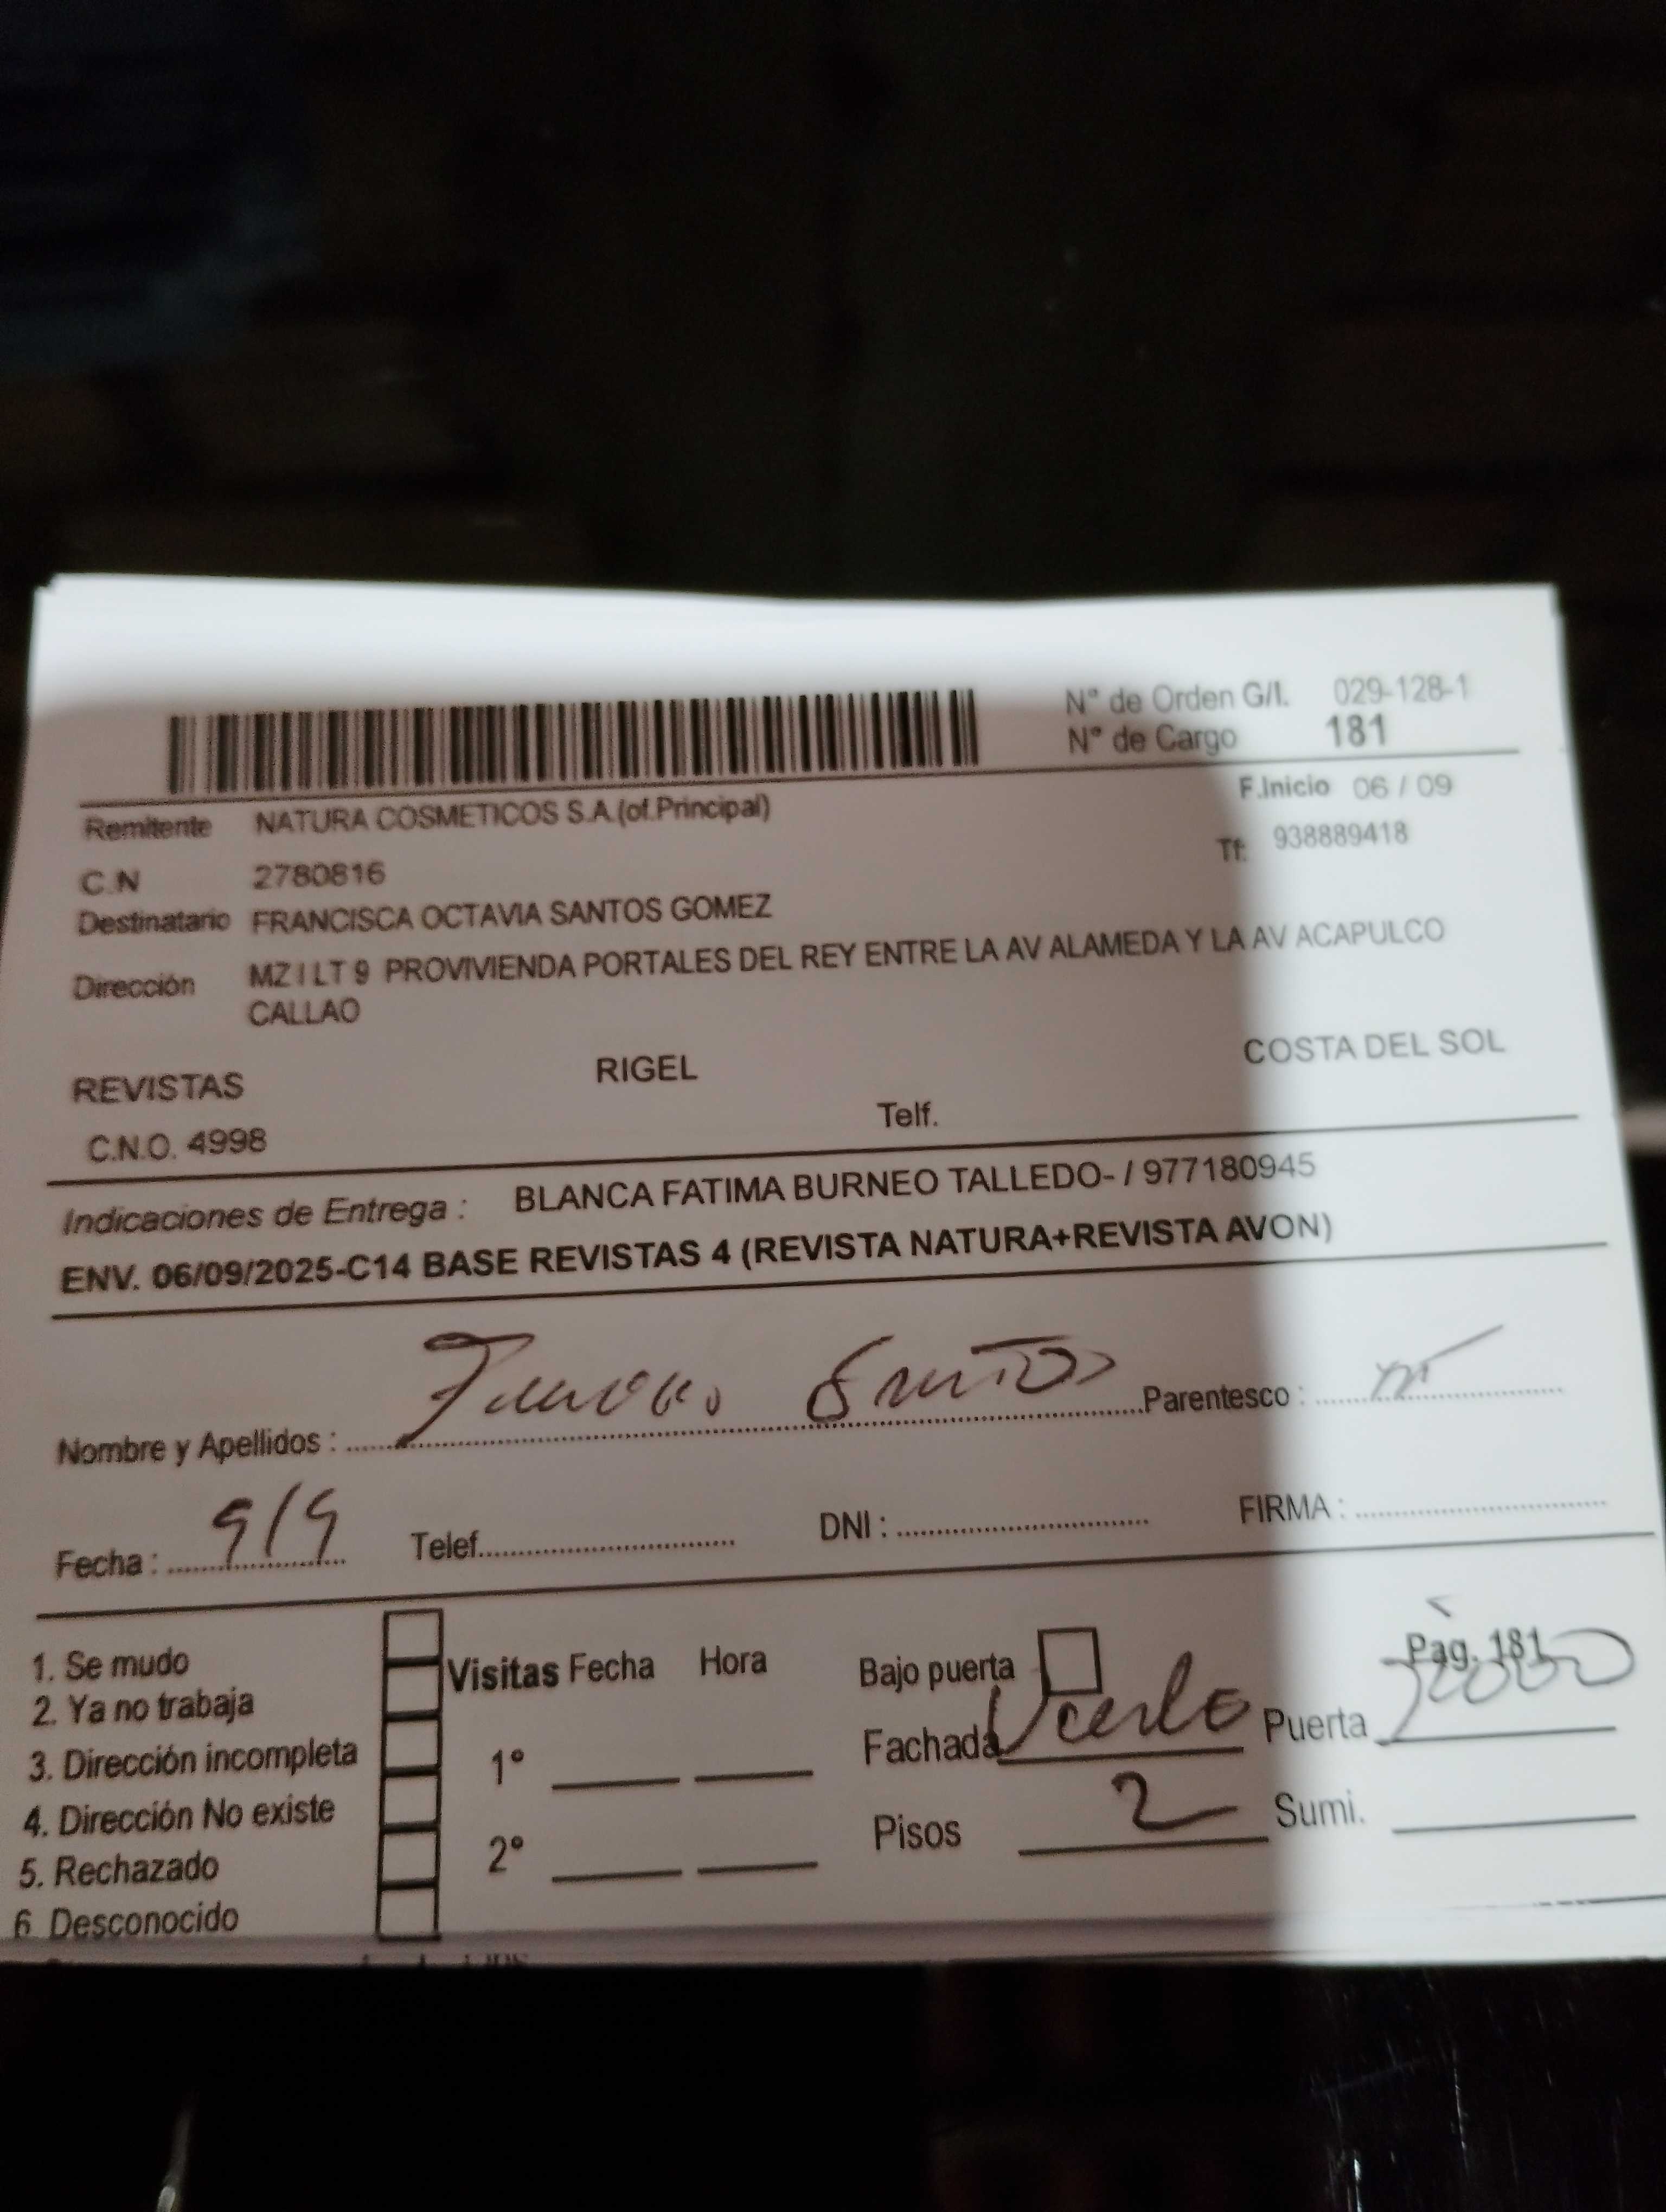 N° de Orden G/I. 029-128-1
N° de Cargo 181
F.Inicio 06 / 09
Remitente NATURA COSMETICOS S.A.(of.Principal)
Tf: 938889418
C.N 2780816
Destinatario FRANCISCA OCTAVIA SANTOS GOMEZ
Dirección MZ I LT 9 PROVIVIENDA PORTALES DEL REY ENTRE LA AV ALAMEDA Y LA AV ACAPULCO
CALLAO
REVISTAS RIGEL COSTA DEL SOL
C.N.O. 4998 Telf.
Indicaciones de Entrega : BLANCA FATIMA BURNEO TALLEDO- / 977180945
ENV. 06/09/2025-C14 BASE REVISTAS 4 (REVISTA NATURA+REVISTA AVON)
Nombre y Apellidos : Santos Parentesco :
Fecha : 9/9 Telef. DNI : FIRMA :
Pag. 181
1. Se mudo
2. Ya no trabaja
3. Dirección incompleta
4. Dirección No existe
5. Rechazado
6. Desconocido
Visitas Fecha Hora
1°
2°
Bajo puerta
Fachada Puerta
Pisos 2 Sumi.